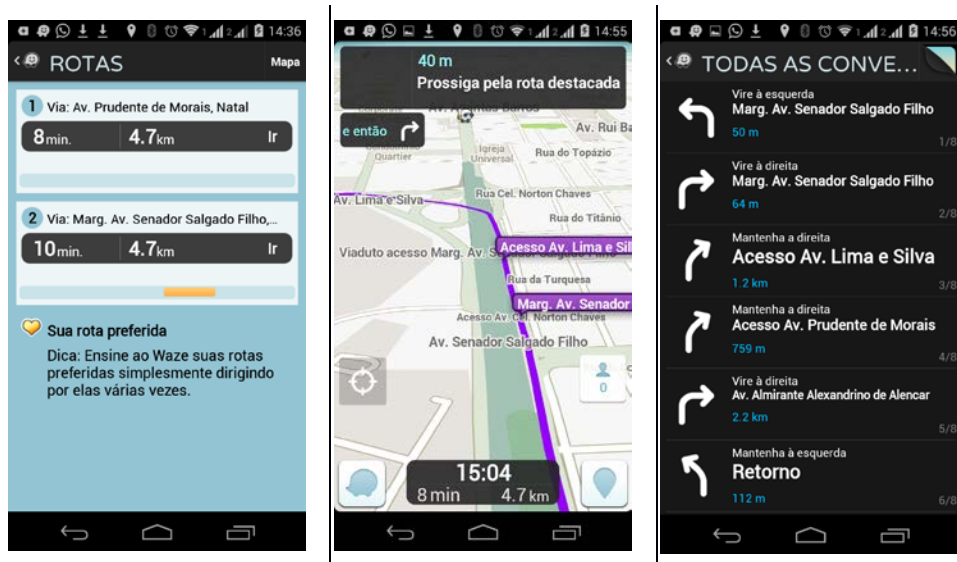 14:36
ROTAS
Mapa
1 Via: Av. Prudente de Morais, Natal
8min. 4.7km Ir
2 Via: Marg. Av. Senador Salgado Filho,...
10min. 4.7km Ir
Sua rota preferida
Dica: Ensine ao Waze suas rotas
preferidas simplesmente dirigindo
por elas várias vezes.
14:55
40 m
Prossiga pela rota destacada
e então
Av. Rui Ba
Quartier
Igreja
Universal
Rua do Topázio
Rua Cel. Norton Chaves
Av. Lima e Silva
Rua do Titânio
Acesso Av. Lima e Sil
Viaduto acesso Marg. Av. S
Rua da Turquesa
Marg. Av. Senador
Acesso Av. Cel. Norton Chaves
Av. Senador Salgado Filho
0
15:04
8 min 4.7 km
14:56
TODAS AS CONVE...
Vire à esquerda
Marg. Av. Senador Salgado Filho
50 m
1/8
Vire à direita
Marg. Av. Senador Salgado Filho
64 m
2/8
Mantenha a direita
Acesso Av. Lima e Silva
1.2 km
3/8
Mantenha a direita
Acesso Av. Prudente de Morais
759 m
4/8
Vire à direita
Av. Almirante Alexandrino de Alencar
2.2 km
5/8
Mantenha à esquerda
Retorno
112 m
6/8